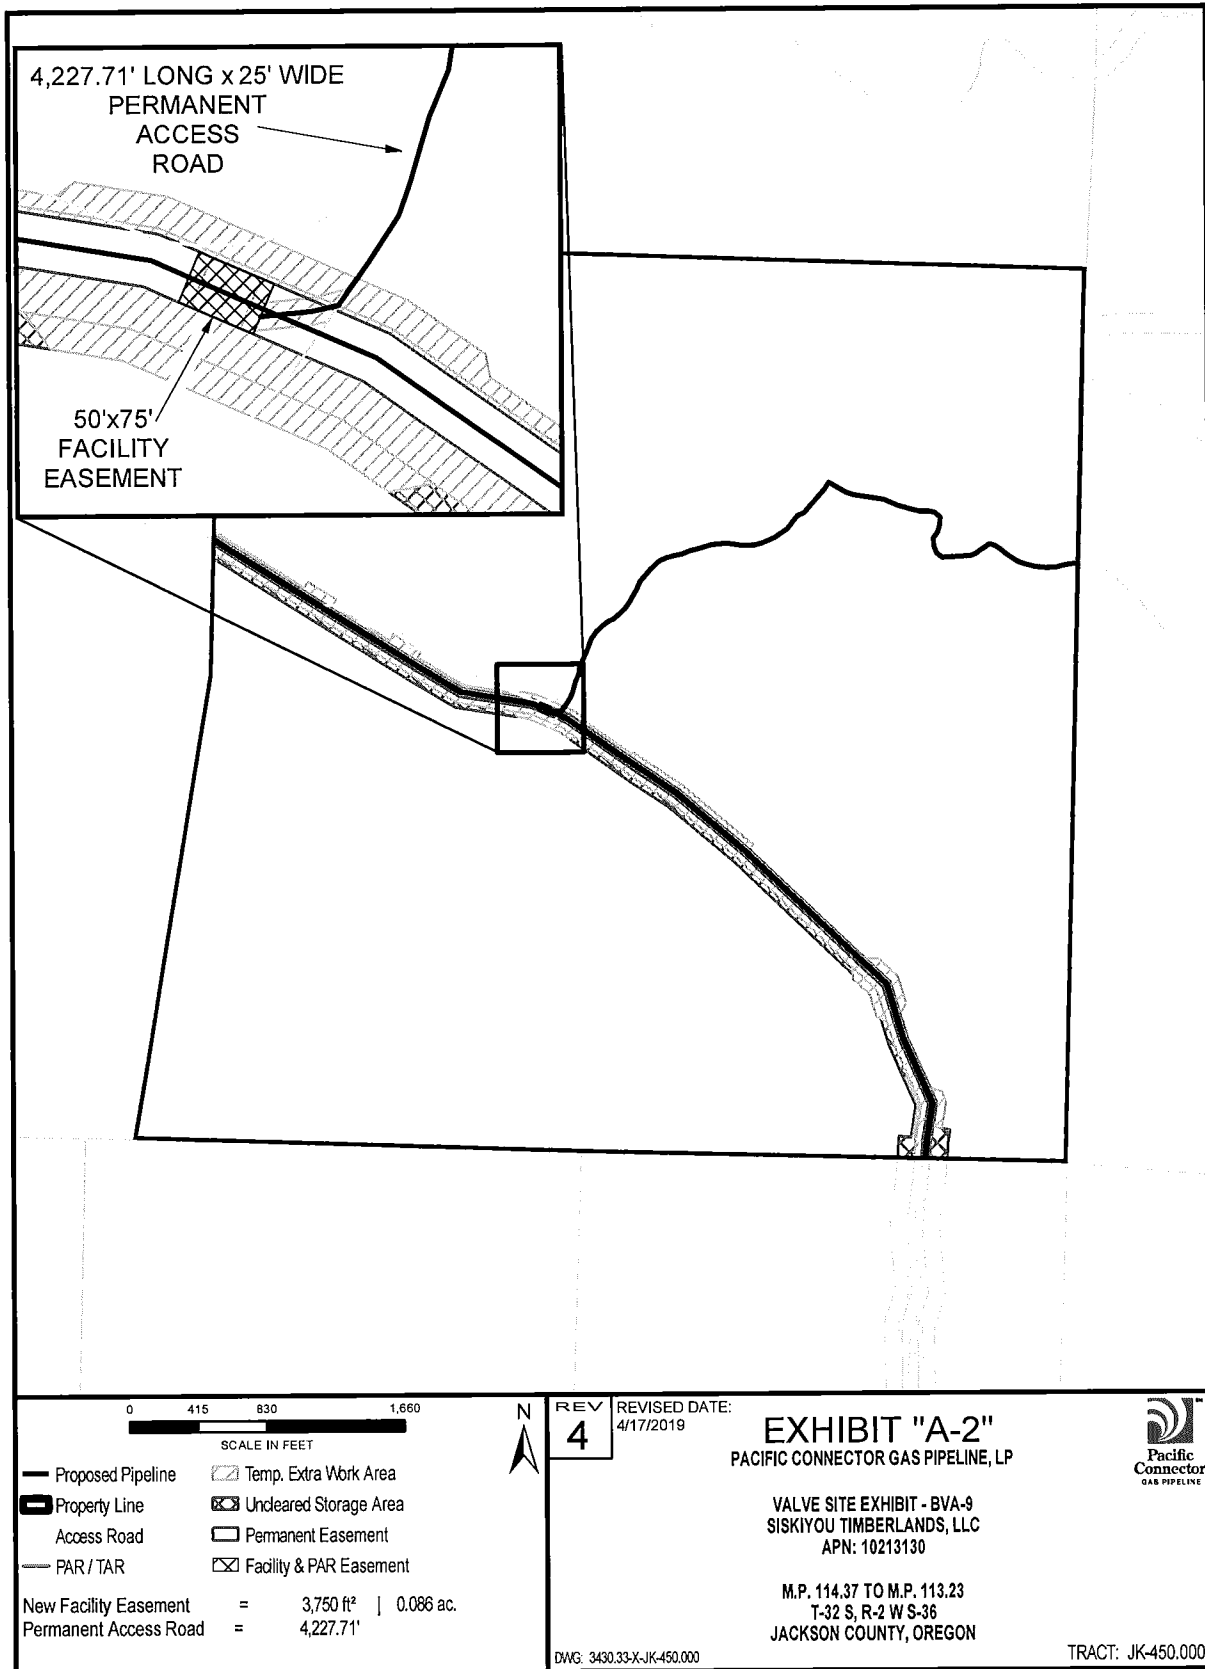 4,227.71' LONG x 25' WIDE
PERMANENT
ACCESS
ROAD
50'x75'
FACILITY
EASEMENT
0 415 830 1,660
SCALE IN FEET
N
Proposed Pipeline
Property Line
Access Road
PAR / TAR
Temp. Extra Work Area
Uncleared Storage Area
Permanent Easement
Facility & PAR Easement
New Facility Easement = 3,750 ft² | 0.086 ac.
Permanent Access Road = 4,227.71'
REV
4
REVISED DATE:
4/17/2019
EXHIBIT "A-2"
PACIFIC CONNECTOR GAS PIPELINE, LP
VALVE SITE EXHIBIT - BVA-9
SISKIYOU TIMBERLANDS, LLC
APN: 10213130
M.P. 114.37 TO M.P. 113.23
T-32 S, R-2 W S-36
JACKSON COUNTY, OREGON
DWG: 3430.33-X-JK-450.000
Pacific
Connector
GAS PIPELINE
TRACT: JK-450.000